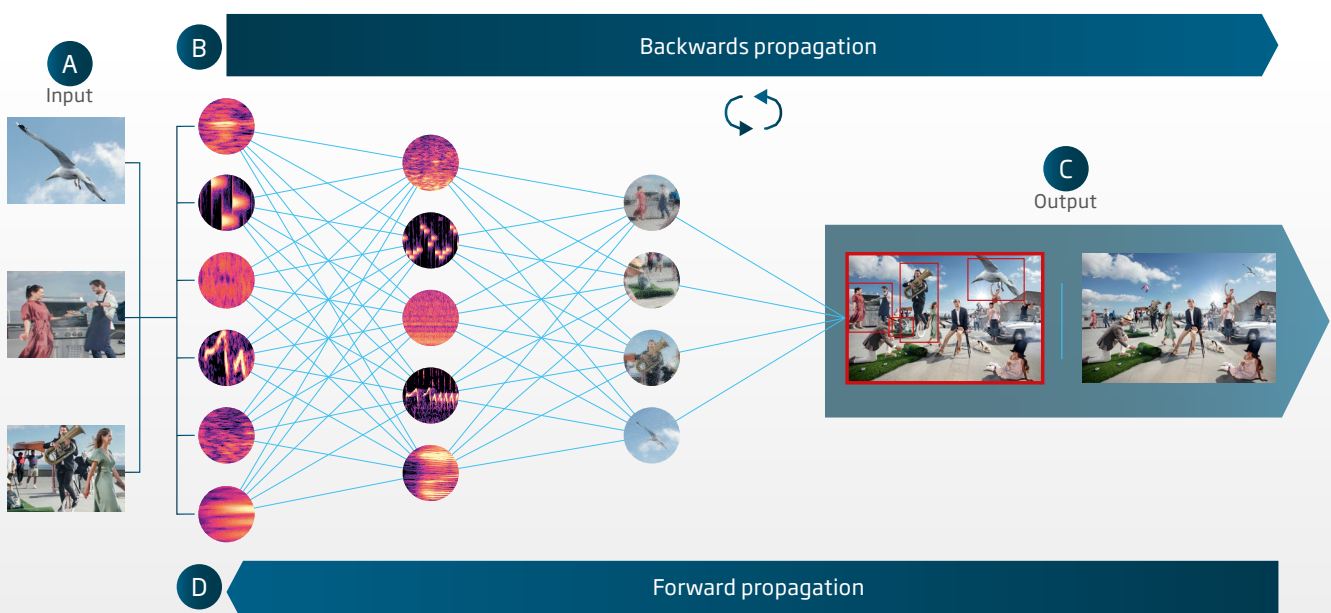 A
Input
B
Backwards propagation
C
Output
D
Forward propagation